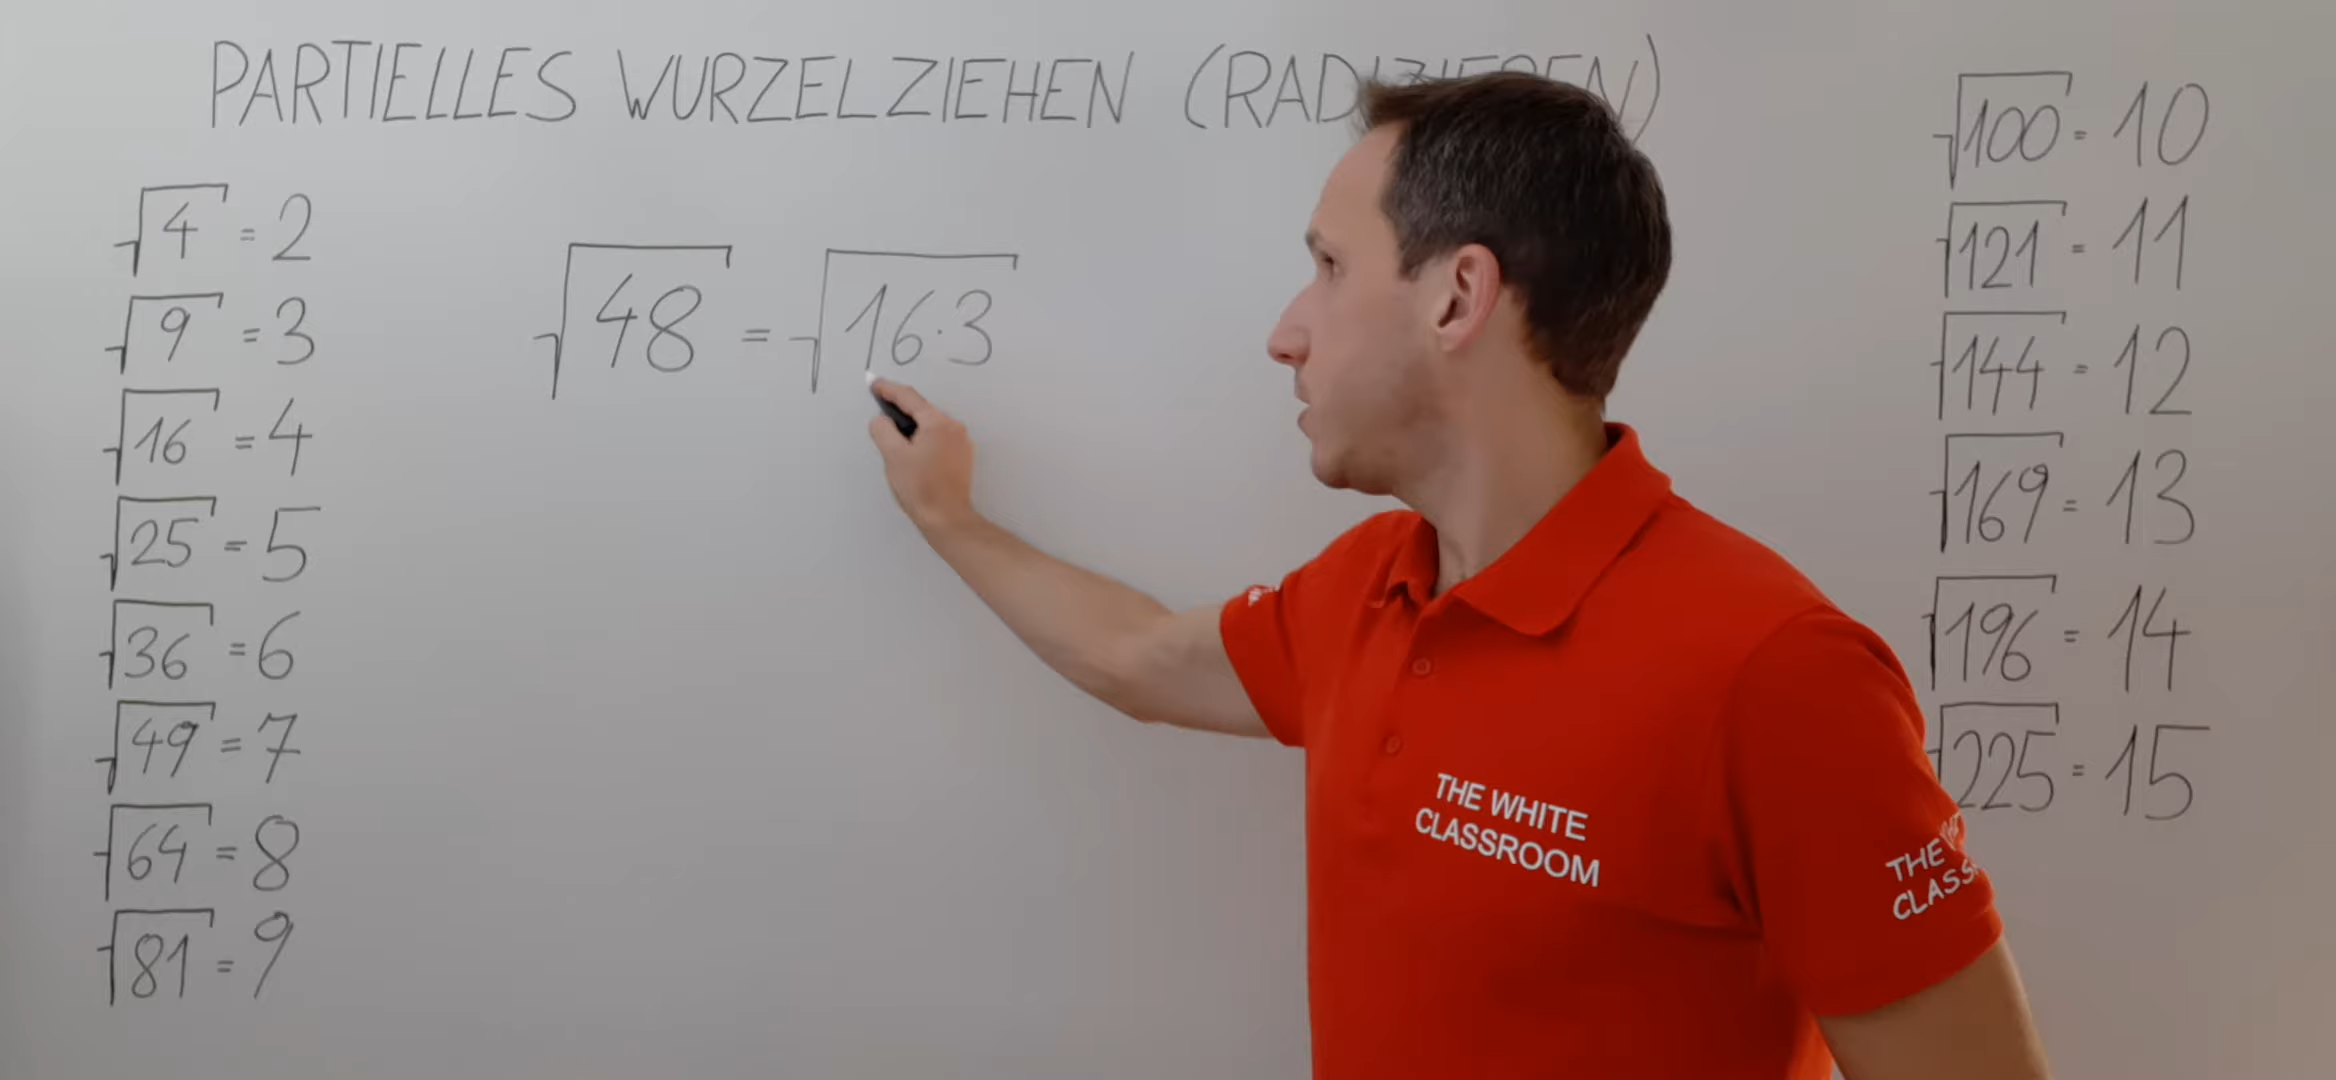 PARTIELLES WURZELZIEHEN (RADIZIEREN)
√4 = 2
√9 = 3
√16 = 4
√25 = 5
√36 = 6
√49 = 7
√64 = 8
√81 = 9
√48 = √16·3
√100 = 10
√121 = 11
√144 = 12
√169 = 13
√196 = 14
√225 = 15
THE WHITE
CLASSROOM
THE